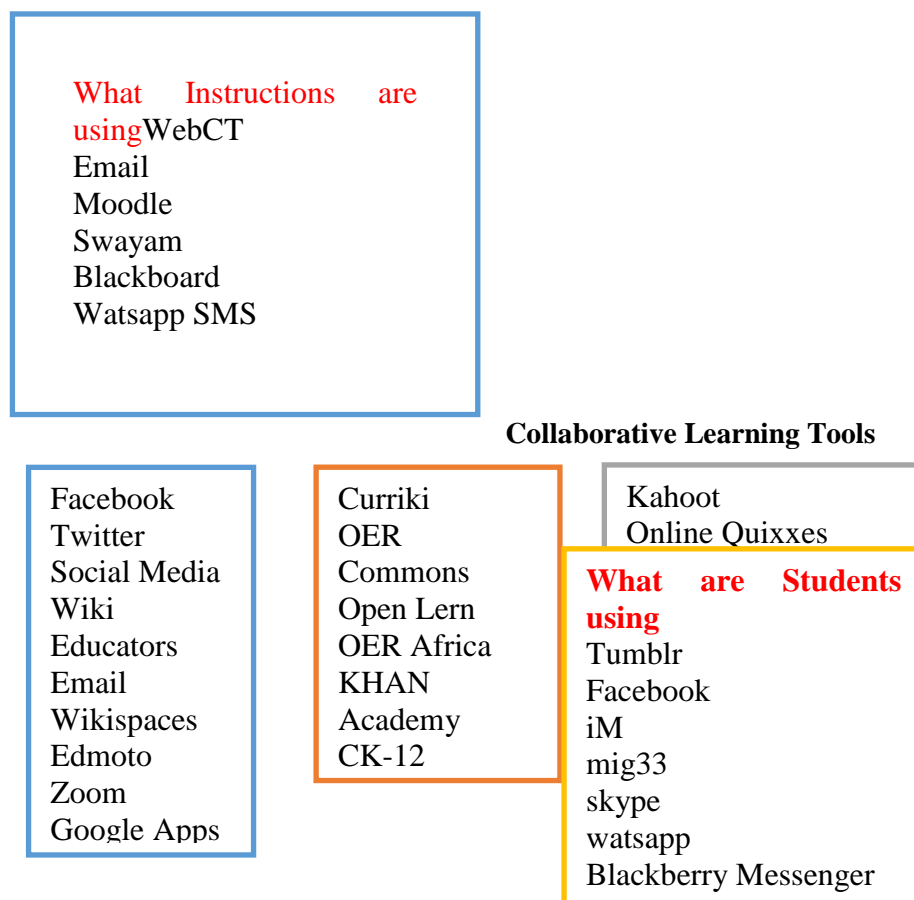 What Instructions are
usingWebCT
Email
Moodle
Swayam
Blackboard
Watsapp SMS
Collaborative Learning Tools
Facebook
Twitter
Social Media
Wiki
Educators
Email
Wikispaces
Edmoto
Zoom
Google Apps
Curriki
OER
Commons
Open Lern
OER Africa
KHAN
Academy
CK-12
Kahoot
Online Quixxes
What are Students
using
Tumblr
Facebook
iM
mig33
skype
watsapp
Blackberry Messenger